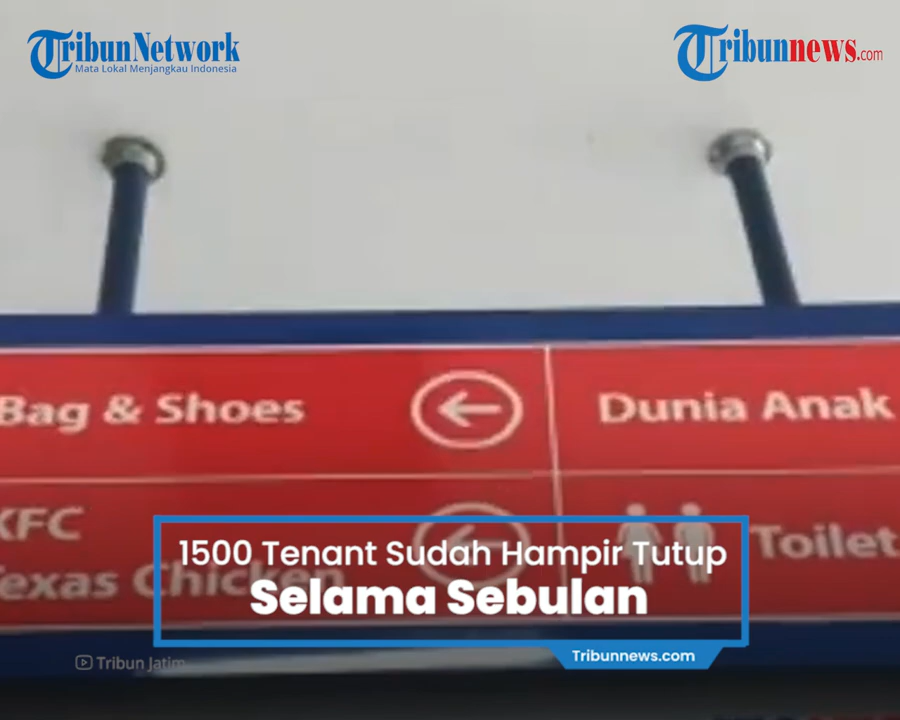 TribunNetwork
Mata Lokal Menjangkau Indonesia
Tribunnews.com
Bag & Shoes
Dunia Anak
KFC
Texas Chicken
Toilet
1500 Tenant Sudah Hampir Tutup
Selama Sebulan
Tribunnews.com
Tribun Jatim